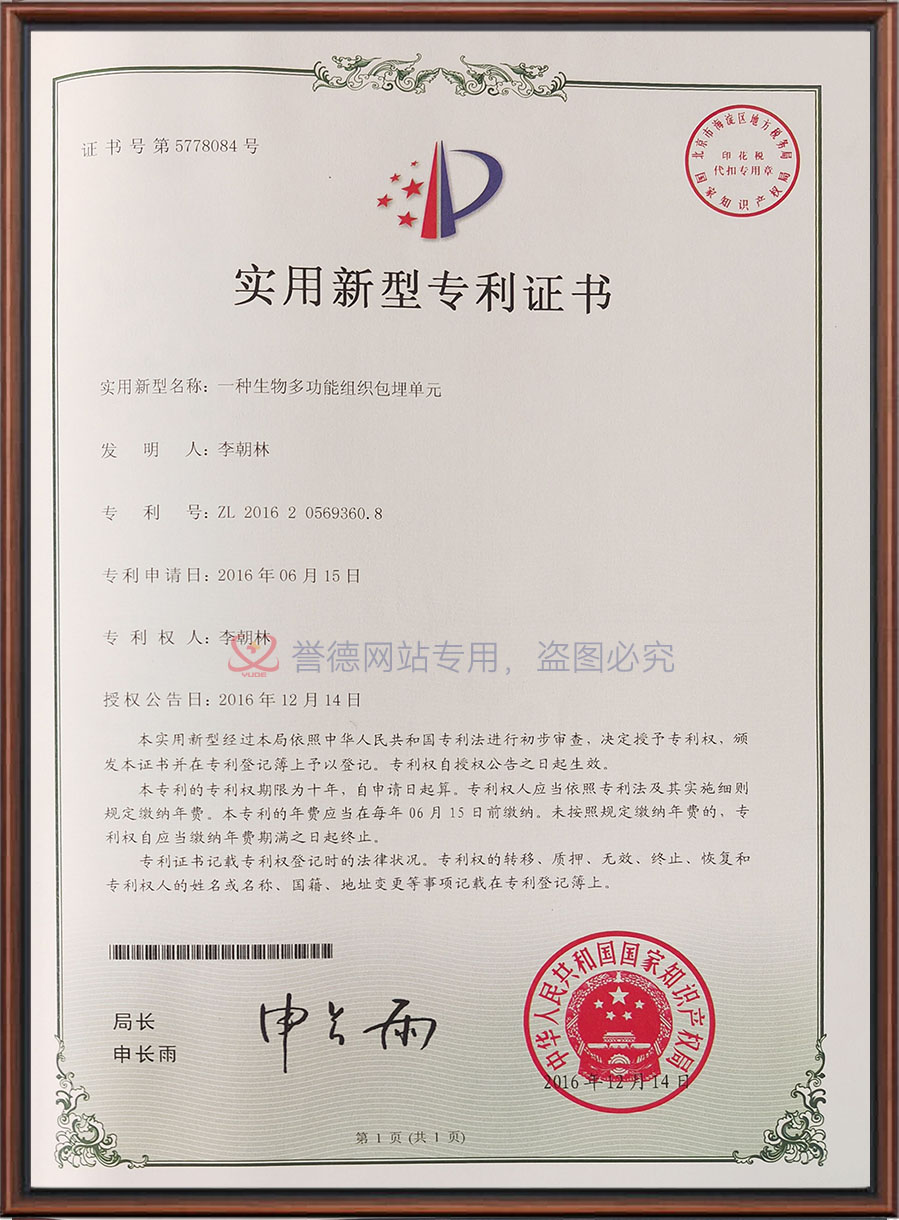 证书号第5778084号
北京市海淀区地方税务局
印花税
代扣专用章
国家知识产权局
实用新型专利证书
实用新型名称：一种生物多功能组织包埋单元
发明人：李朝林
专利号：ZL 2016 2 0569360.8
专利申请日：2016年06月15日
专利权人：李朝林
YUDE
誉德网站专用，盗图必究
授权公告日：2016年12月14日
本实用新型经过本局依照中华人民共和国专利法进行初步审查，决定授予专利权，颁
发本证书并在专利登记簿上予以登记。专利权自授权公告之日起生效。
本专利的专利权期限为十年，自申请日起算。专利权人应当依照专利法及其实施细则
规定缴纳年费。本专利的年费应当在每年06月15日前缴纳。未按照规定缴纳年费的，专
利权自应当缴纳年费期满之日起终止。
专利证书记载专利权登记时的法律状况。专利权的转移、质押、无效、终止、恢复和
专利权人的姓名或名称、国籍、地址变更等事项记载在专利登记簿上。
局长
申长雨
申长雨
中华人民共和国国家知识产权局
2016年12月14日
第1页(共1页)